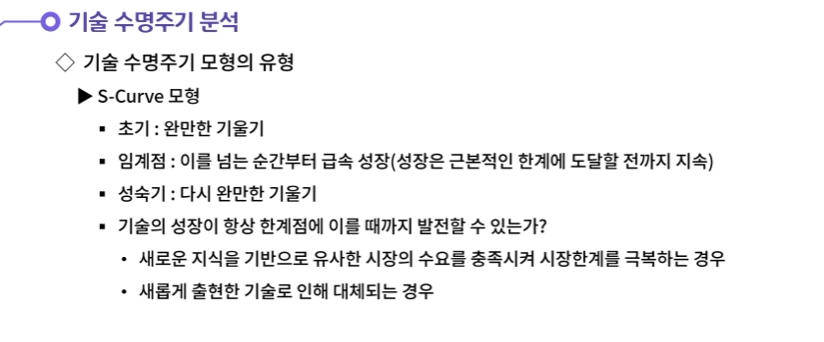 기술 수명주기 분석
◇ 기술 수명주기 모형의 유형
▶ S-Curve 모형
▪ 초기 : 완만한 기울기
▪ 임계점 : 이를 넘는 순간부터 급속 성장(성장은 근본적인 한계에 도달할 전까지 지속)
▪ 성숙기 : 다시 완만한 기울기
▪ 기술의 성장이 항상 한계점에 이를 때까지 발전할 수 있는가?
• 새로운 지식을 기반으로 유사한 시장의 수요를 충족시켜 시장한계를 극복하는 경우
• 새롭게 출현한 기술로 인해 대체되는 경우